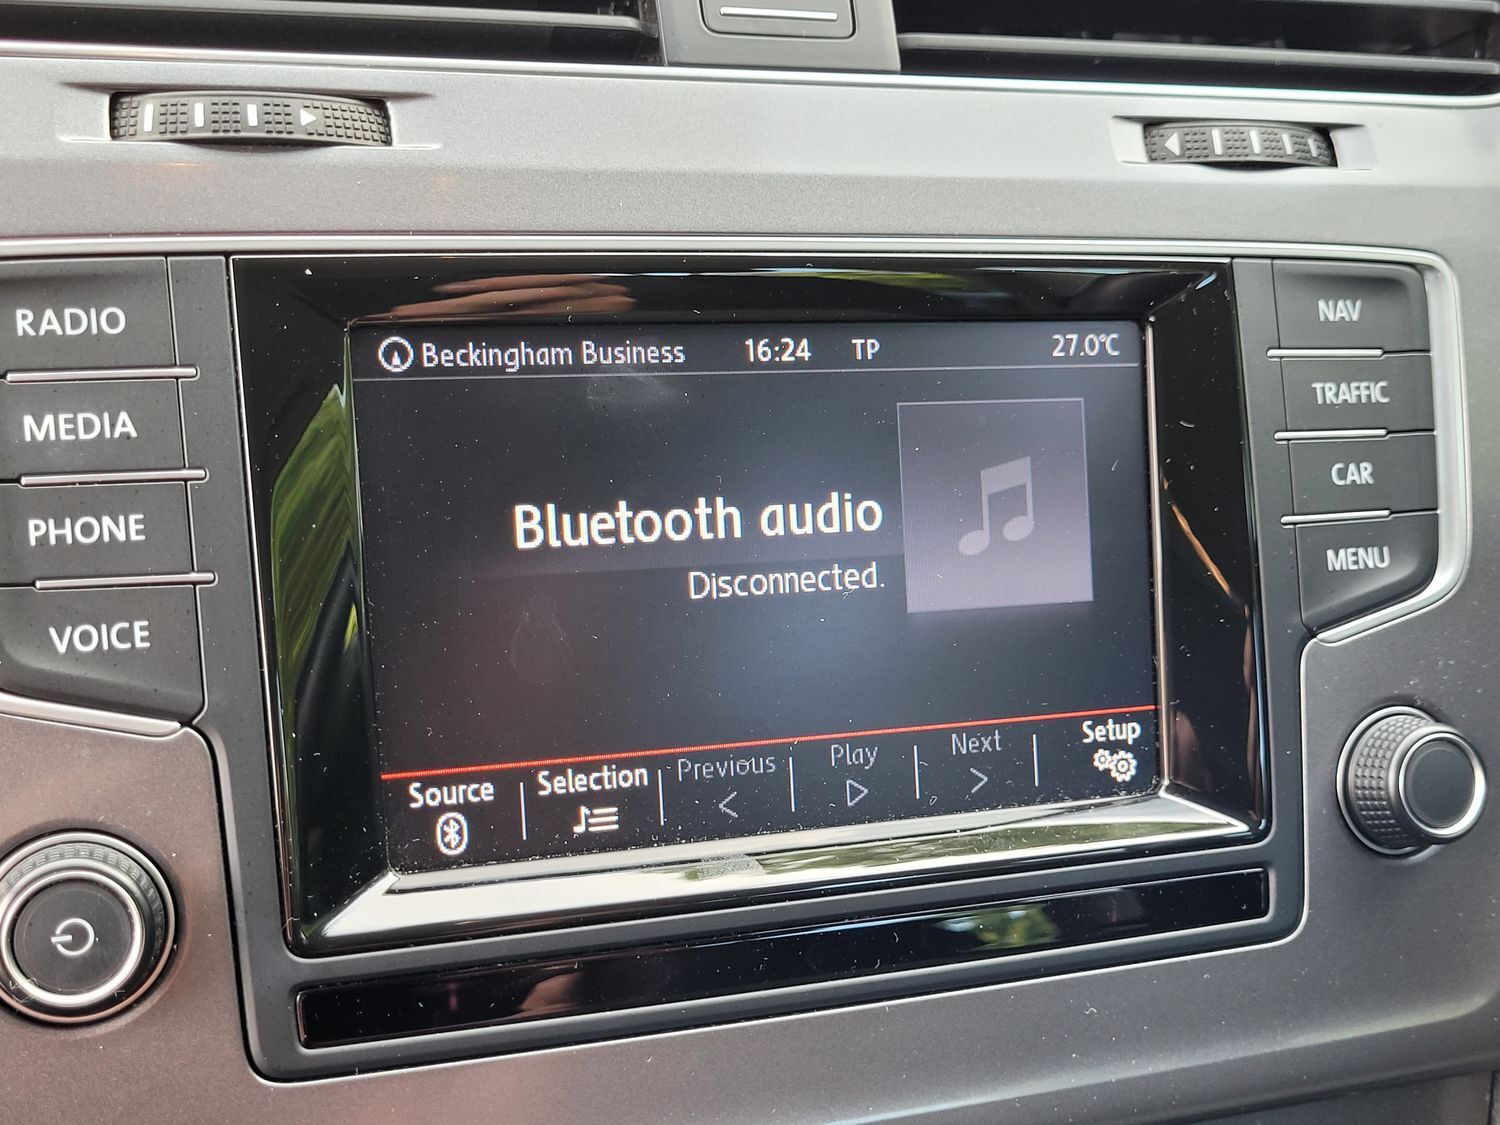 RADIO
MEDIA
PHONE
VOICE
Beckingham Business 16:24 TP 27.0°C
Bluetooth audio
Disconnected.
Source
Selection
Previous
Play
Next
Setup
NAV
TRAFFIC
CAR
MENU